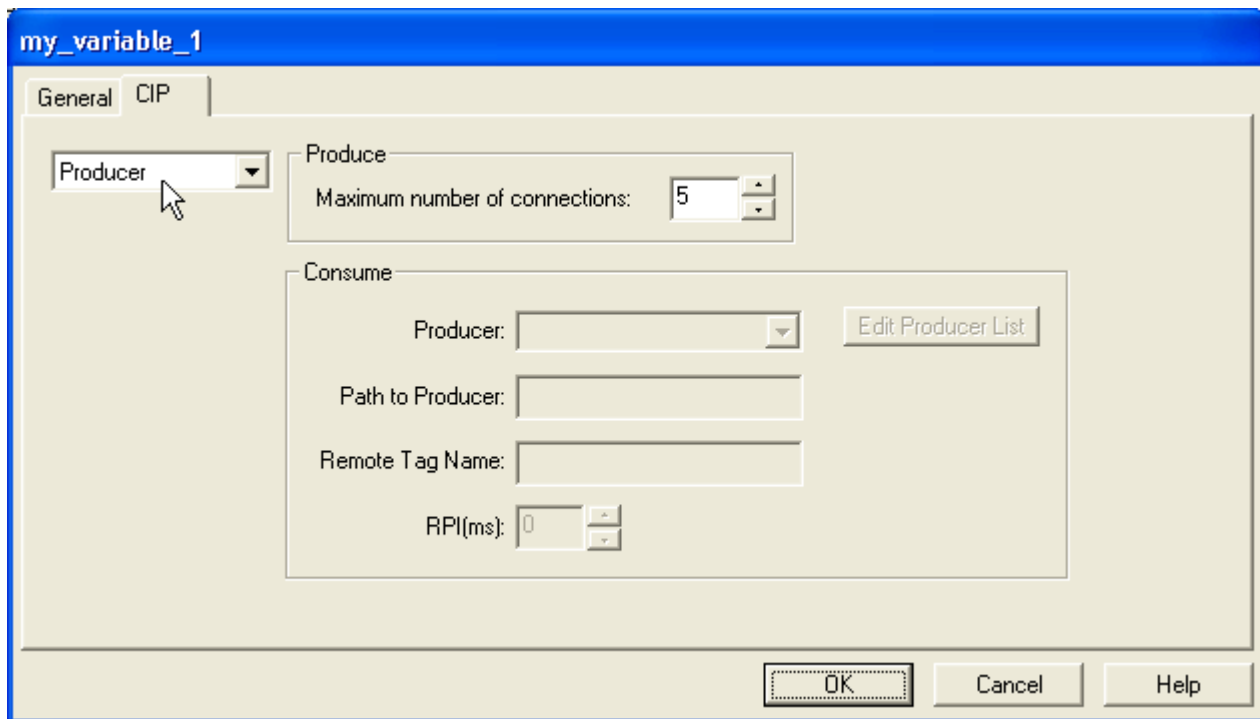 my_variable_1
General CIP
Producer
Produce
Maximum number of connections: 5
Consume
Producer: Edit Producer List
Path to Producer:
Remote Tag Name:
RPI(ms): 0
OK Cancel Help